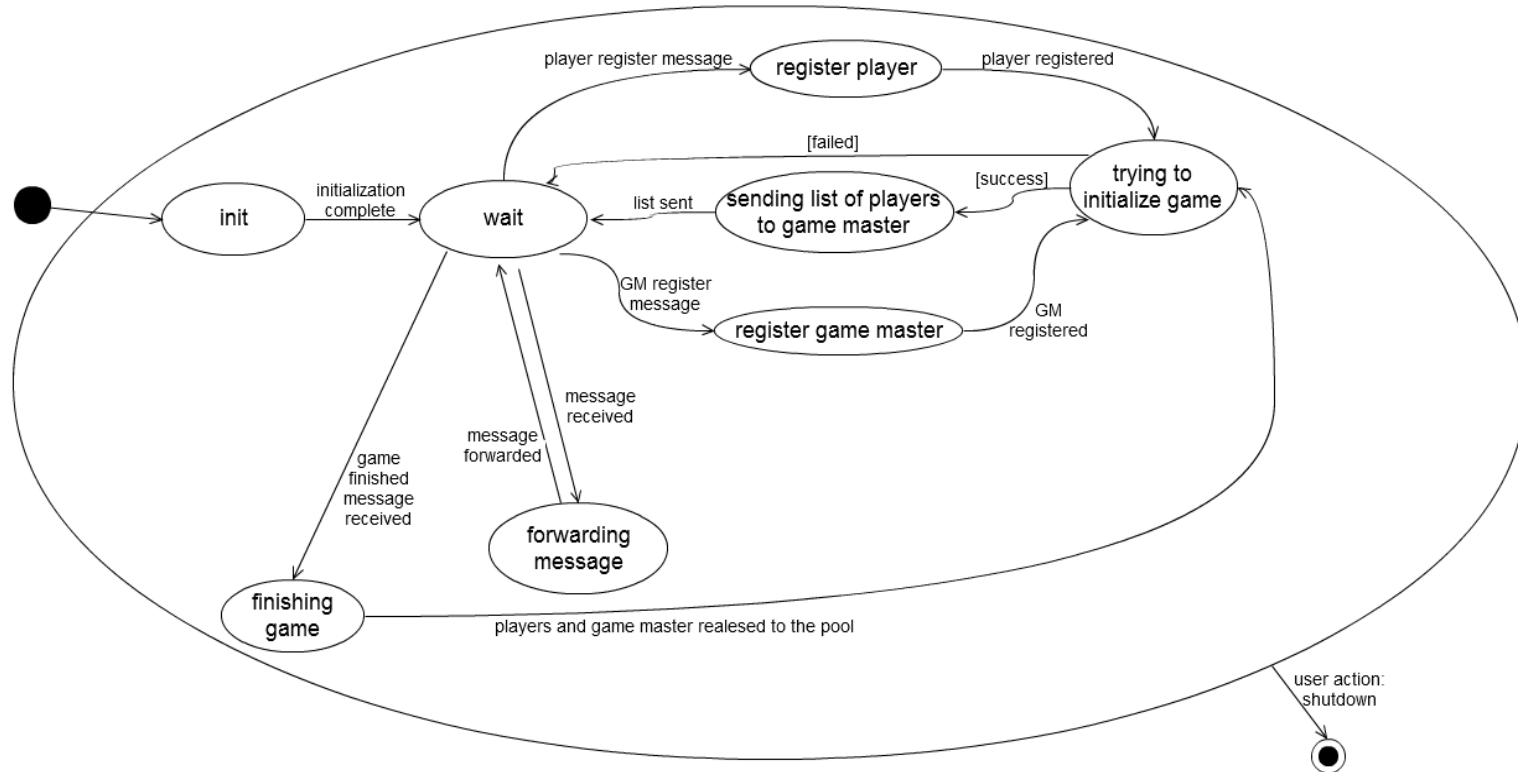 player register message
register player
player registered
[failed]
trying to
initialize game
[success]
sending list of players
to game master
list sent
initialization
complete
init
wait
GM register
message
register game master
GM
registered
message
received
message
forwarded
game
finished
message
received
forwarding
message
finishing
game
players and game master realesed to the pool
user action:
shutdown